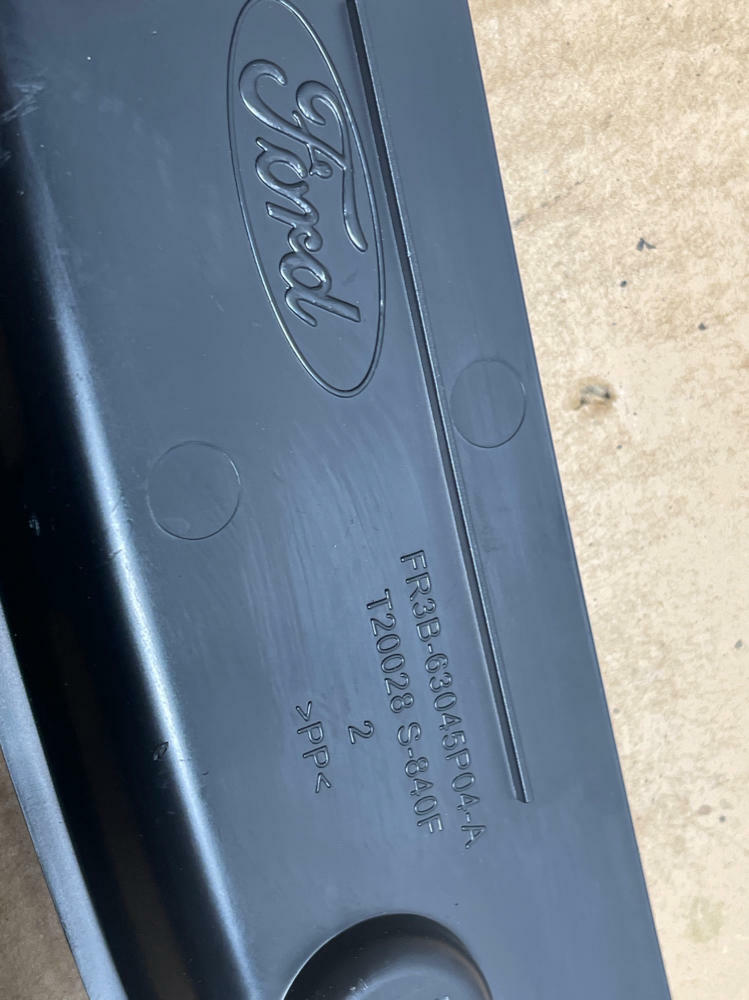 Ford
FR3B-63045P04-A
T20028 S-840F
2
>PP<